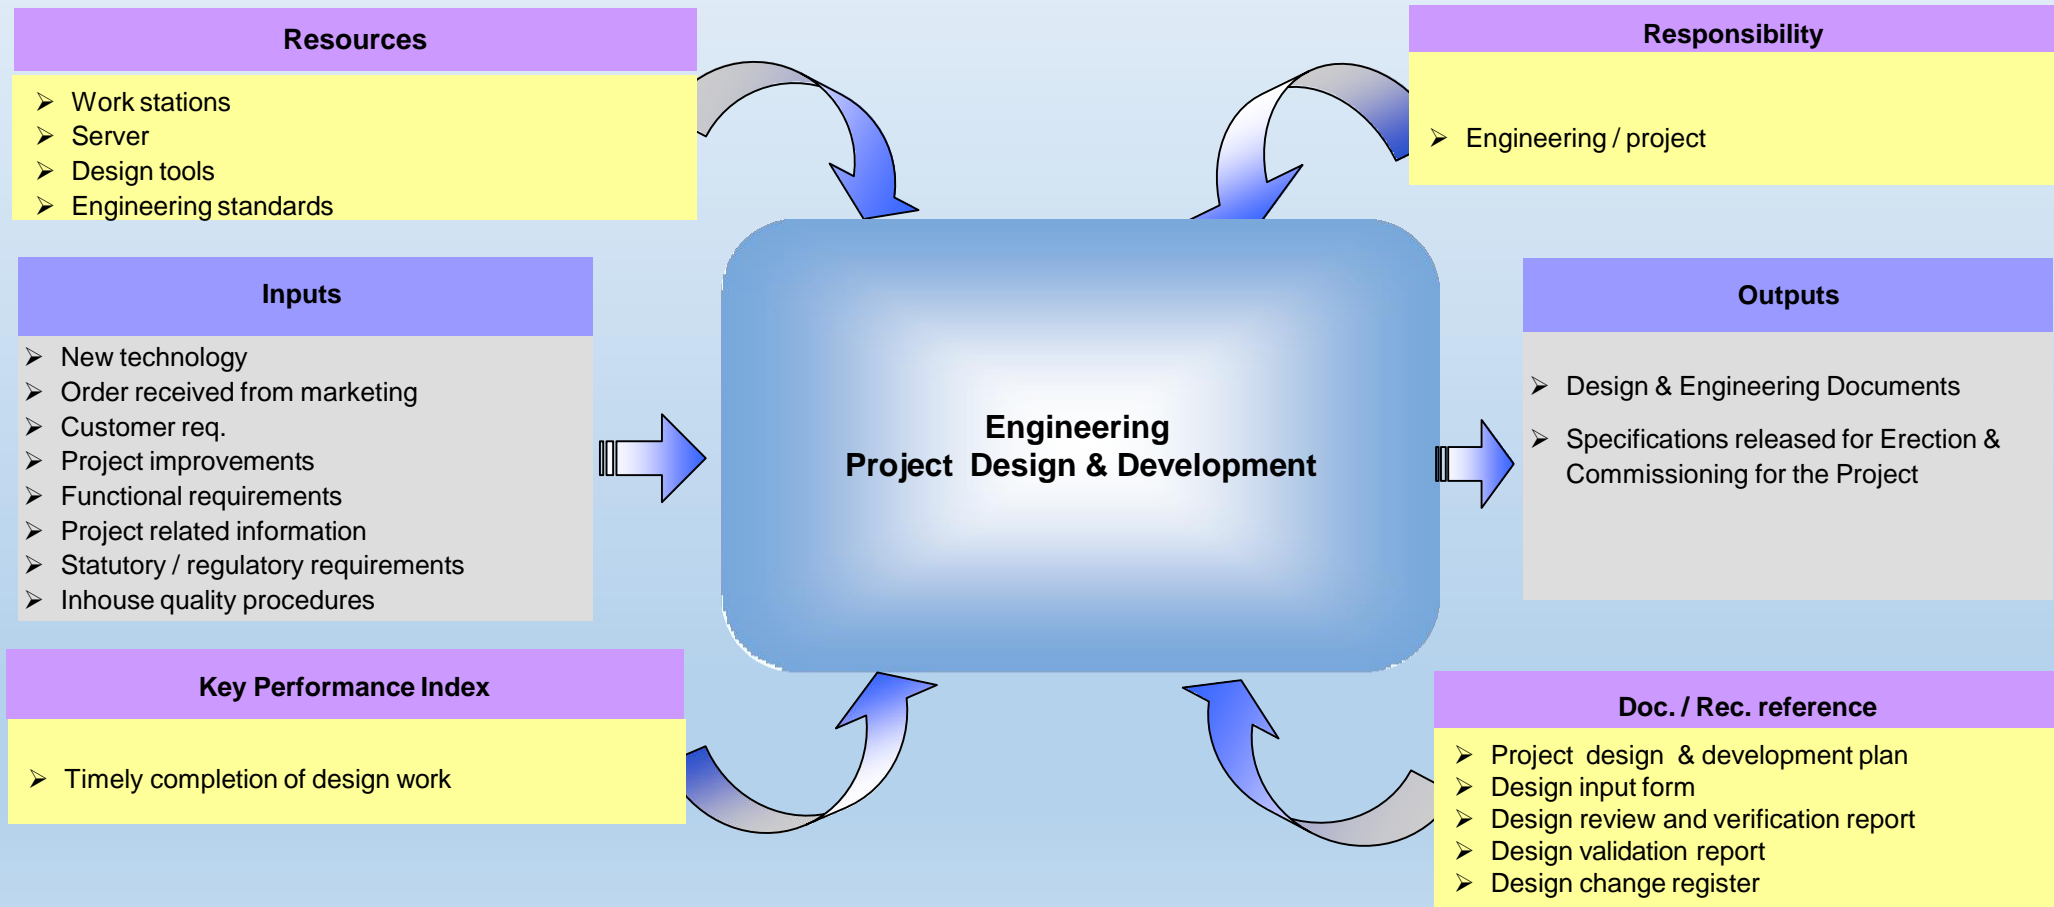 Resources
Work stations
Server
Design tools
Engineering standards
Responsibility
Engineering / project
Inputs
New technology
Order received from marketing
Customer req.
Project improvements
Functional requirements
Project related information
Statutory / regulatory requirements
Inhouse quality procedures
Engineering
Project Design & Development
Outputs
Design & Engineering Documents
Specifications released for Erection &
Commissioning for the Project
Key Performance Index
Timely completion of design work
Doc. / Rec. reference
Project design & development plan
Design input form
Design review and verification report
Design validation report
Design change register